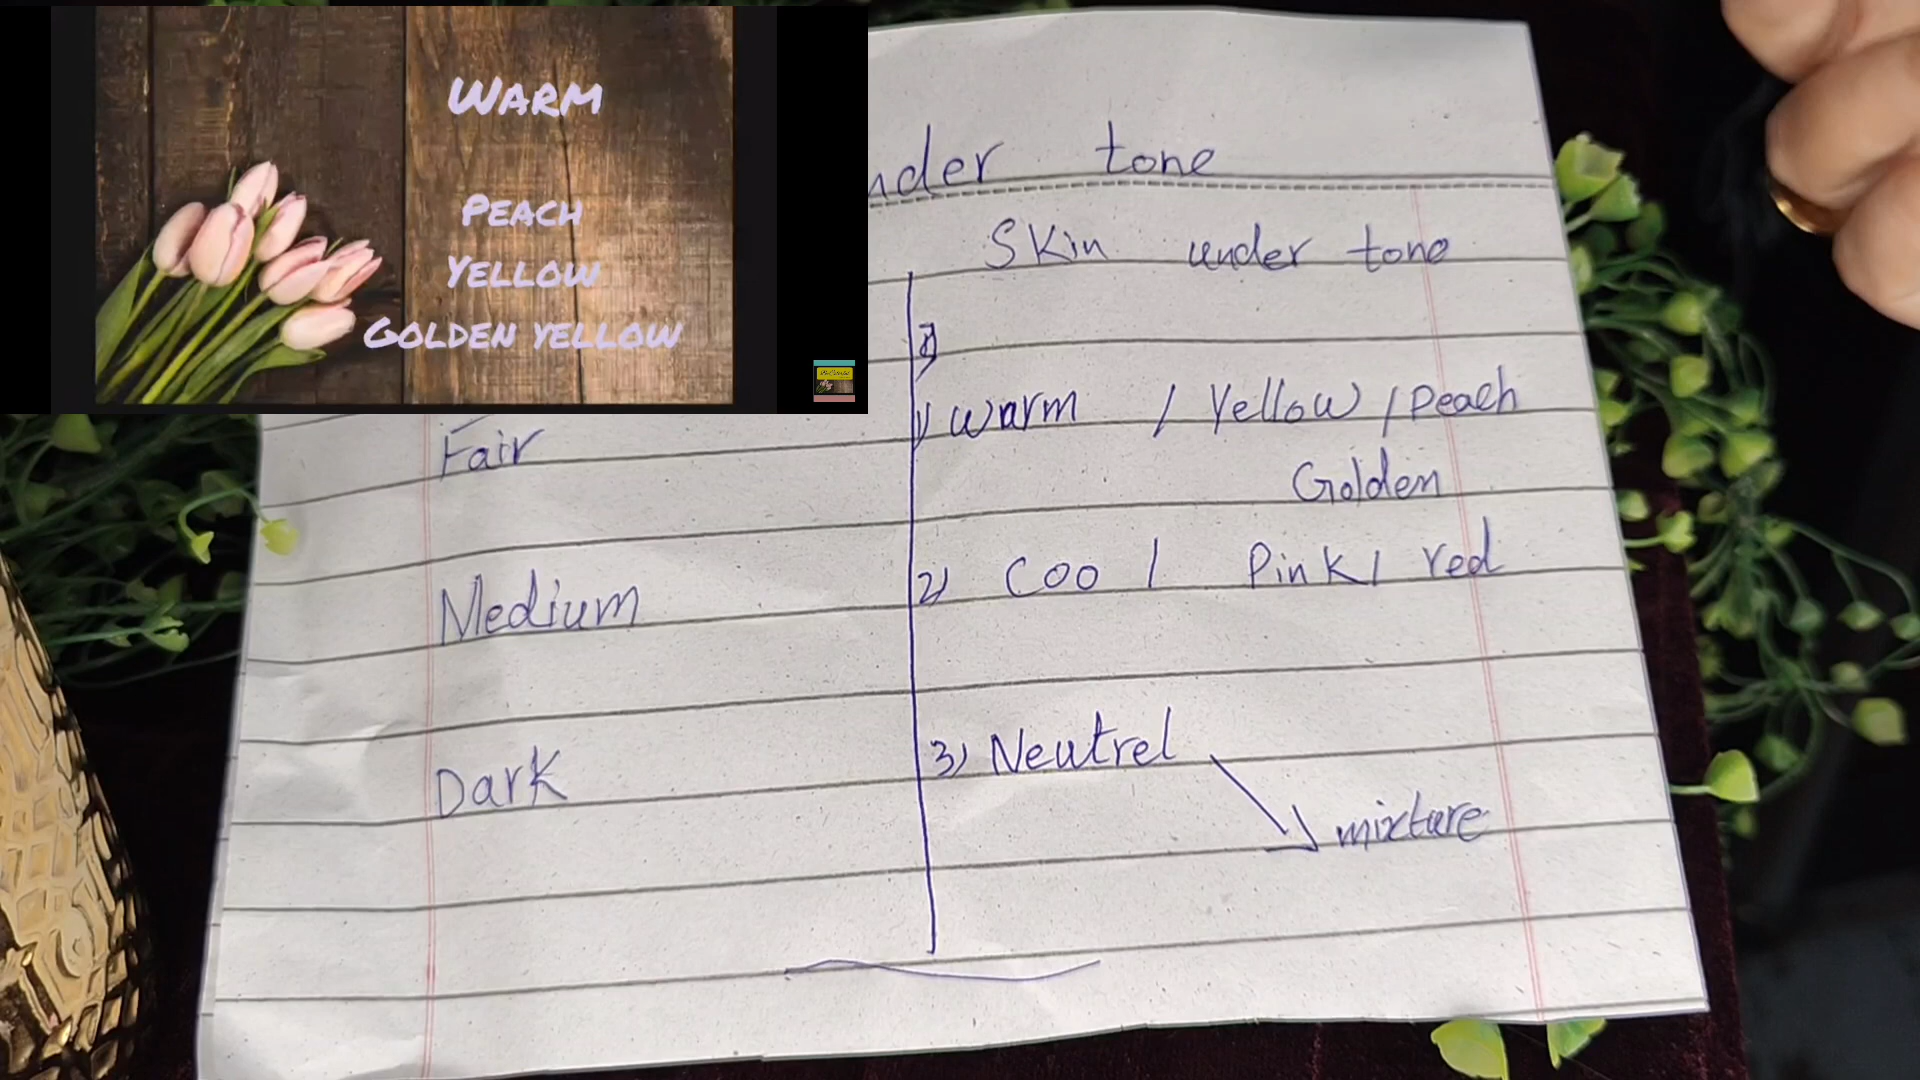 WARM
PEACH
YELLOW
GOLDEN YELLOW
nder tone
Skin under tone
Fair
Medium
Dark
1) Warm / Yellow / Peach
Golden
2) Cool Pink / red
3) Neutrel
mixture